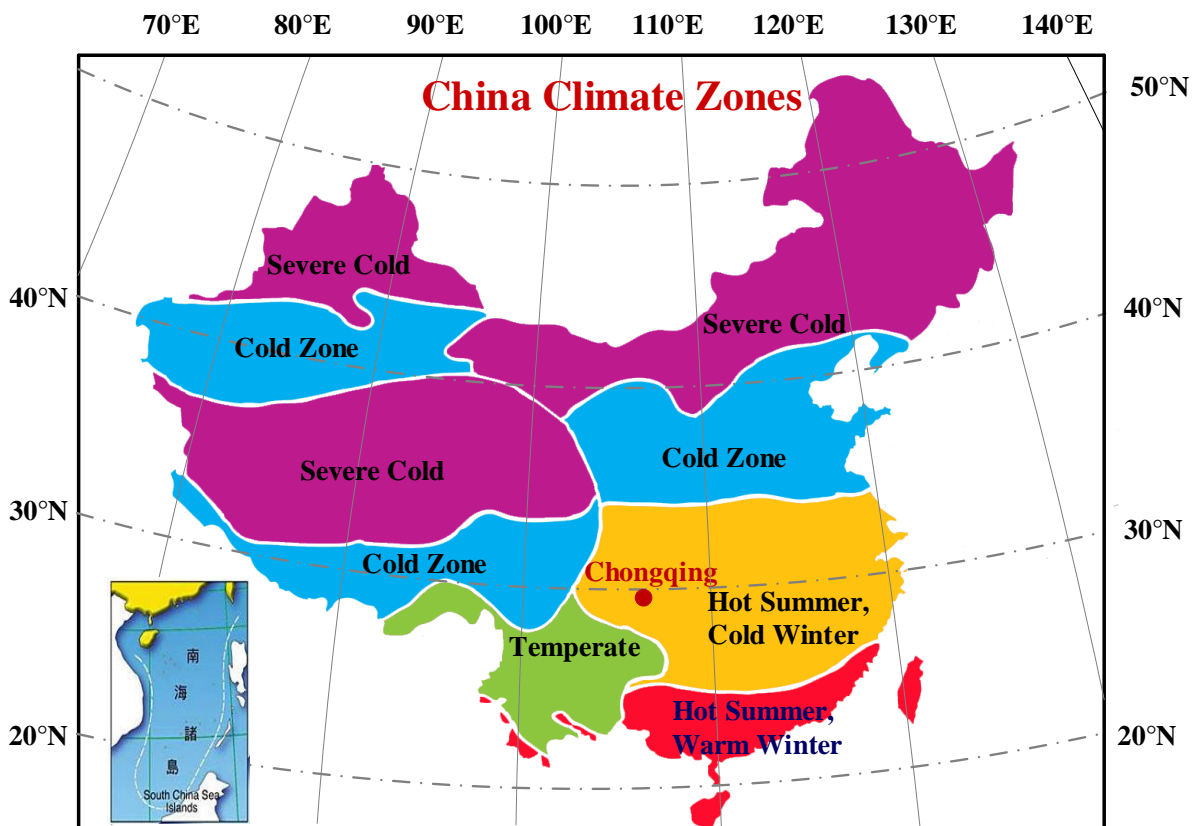 70°E 80°E 90°E 100°E 110°E 120°E 130°E 140°E
China Climate Zones
50°N
Severe Cold
40°N
40°N
Severe Cold
Cold Zone
Cold Zone
Severe Cold
30°N
30°N
Cold Zone
Chongqing
Hot Summer,
Cold Winter
Temperate
Hot Summer,
Warm Winter
20°N
20°N
南
海
諸
島
South China Sea
Islands